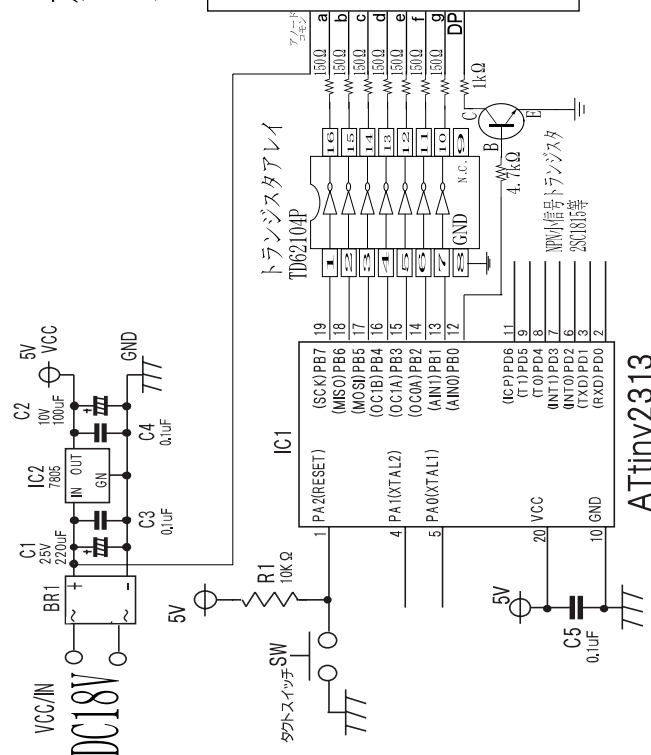 アノード
コモン
a
b
c
d
e
f
g
DP
150Ω
150Ω
150Ω
150Ω
150Ω
150Ω
150Ω
1kΩ
トランジスタアレイ
TD62104P
16
15
14
13
12
11
10
9
N.C.
1
2
3
4
5
6
7
8
GND
C
B
E
4.7kΩ
NPN小信号トランジスタ
2SC1815等
5V
VCC
GND
C2
10V
100uF
C4
0.1uF
IC2
7805
IN
OUT
GN
C1
25V
220uF
C3
0.1uF
BR1
+
-
~
~
VCC/IN
DC18V
IC1
19
18
17
16
15
14
13
12
(SCK)PB7
(MISO)PB6
(MOSI)PB5
(OC1B)PB4
(OC1A)PB3
(OC0A)PB2
(AIN1)PB1
(AIN0)PB0
11
9
8
7
6
3
2
(ICP)PD6
(T1)PD5
(T0)PD4
(INT1)PD3
(INT0)PD2
(TXD)PD1
(RXD)PD0
1
PA2(RESET)
4
PA1(XTAL2)
5
PA0(XTAL1)
20
VCC
10
GND
ATtiny2313
5V
R1
10KΩ
タクトスイッチ
SW
5V
C5
0.1uF